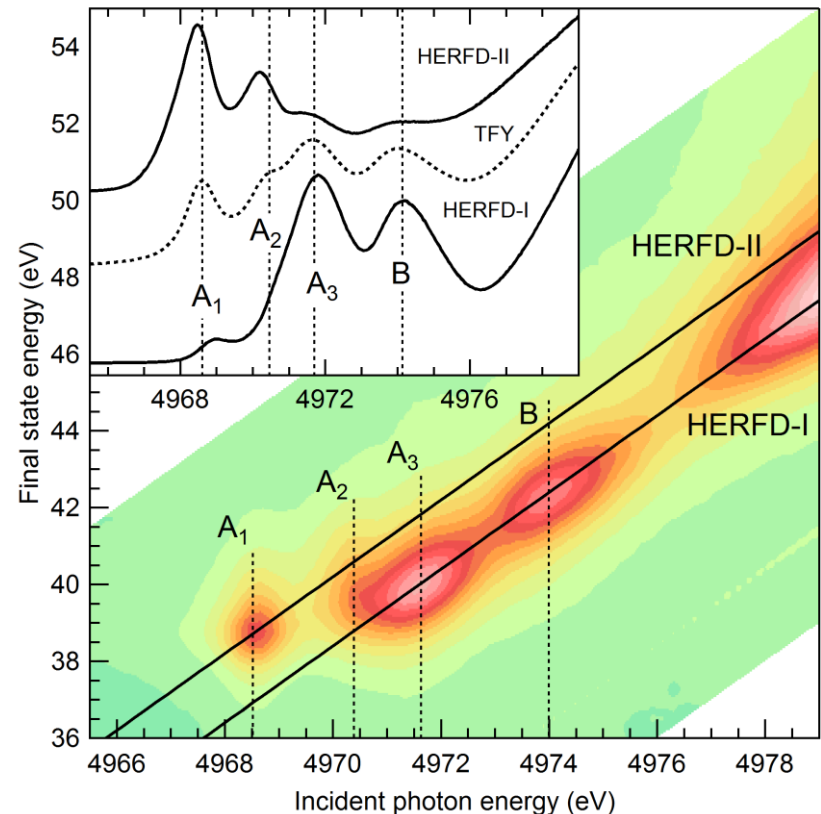 54
52
50
48
46
44
42
40
38
36
Final state energy (eV)
HERFD-II
TFY
HERFD-I
A2
A1
A3
B
4968
4972
4976
HERFD-II
HERFD-I
B
A3
A2
A1
4966
4968
4970
4972
4974
4976
4978
Incident photon energy (eV)